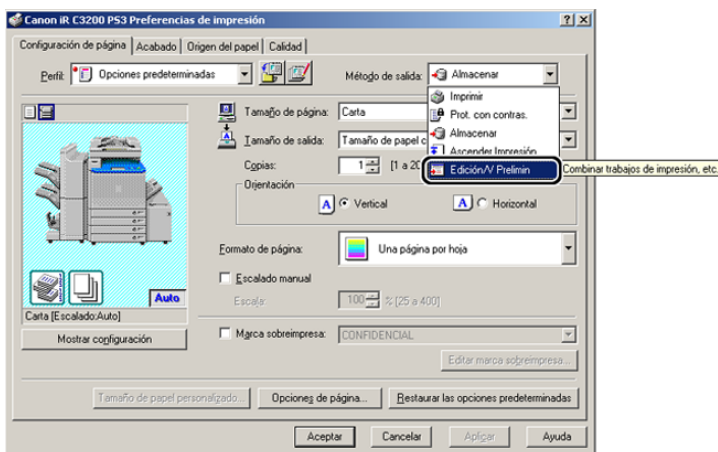 Canon iR C3200 PS3 Preferencias de impresión
Configuración de página Acabado Origen del papel Calidad
Perfil: Opciones predeterminadas Método de salida: Almacenar
Imprimir
Tamaño de página: Carta Prot. con contras.
Almacenar
Tamaño de salida: Tamaño de papel Ascender Impresión
Copias: 1 [1 a Edición/V Prelimin Combinar trabajos de impresión, etc.
Orientación
A Vertical A Horizontal
Formato de página: Una página por hoja
Escalado manual
Auto Escala: 100 % [25 a 400]
Carta [Escalado:Auto]
Mostrar configuración Marca sobreimpresa: CONFIDENCIAL
Editar marca sobreimpresa...
Tamaño de papel personalizado... Opciones de página... Restaurar las opciones predeterminadas
Aceptar Cancelar Aplicar Ayuda